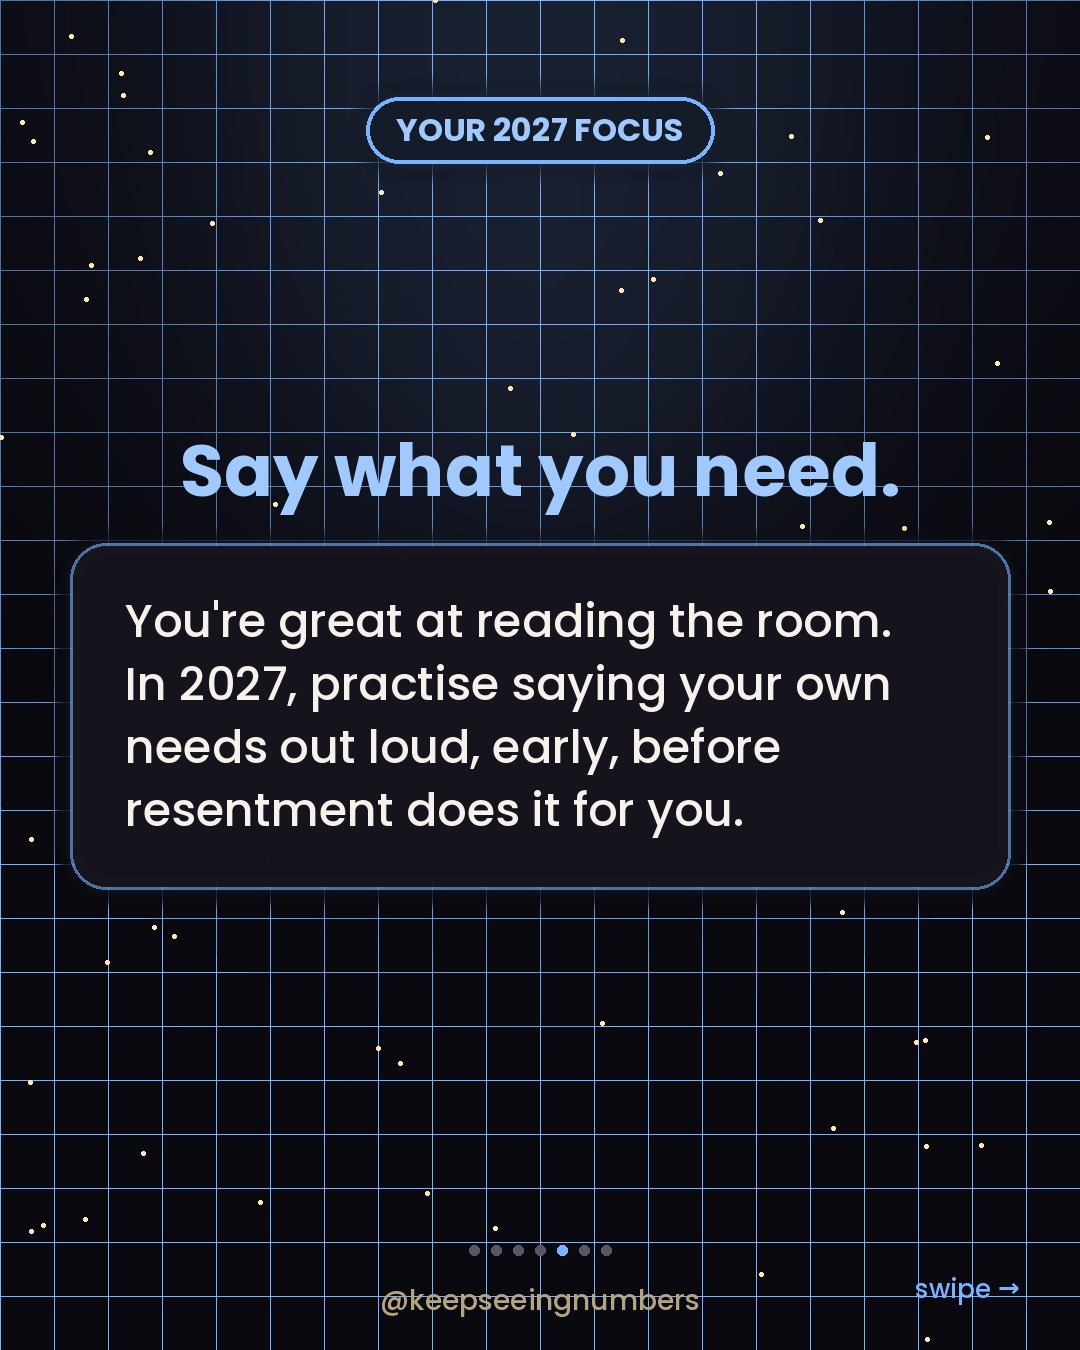 YOUR 2027 FOCUS
Say what you need.
You're great at reading the room.
In 2027, practise saying your own
needs out loud, early, before
resentment does it for you.
@keepseeingnumbers
swipe →